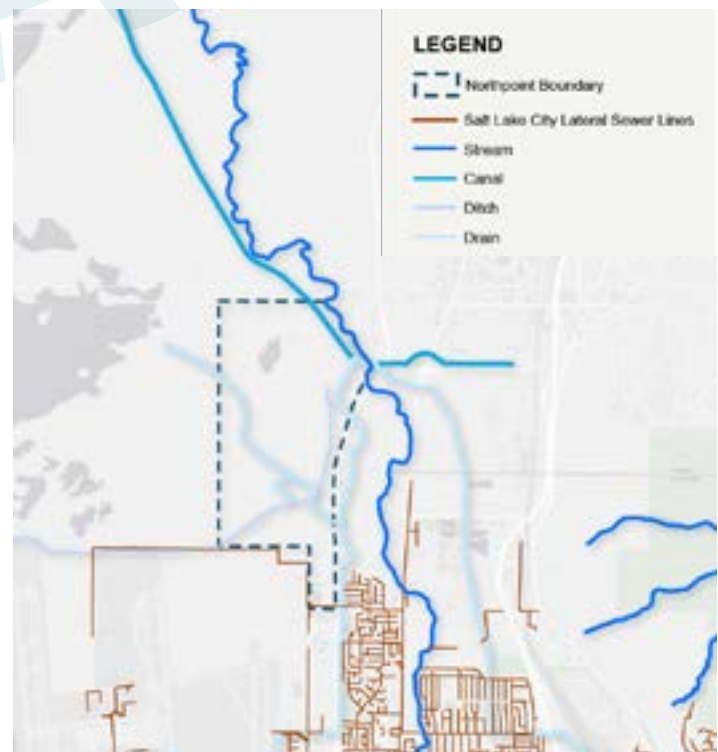 LEGEND
Northpoint Boundary
Salt Lake City Lateral Sewer Lines
Stream
Canal
Ditch
Drain